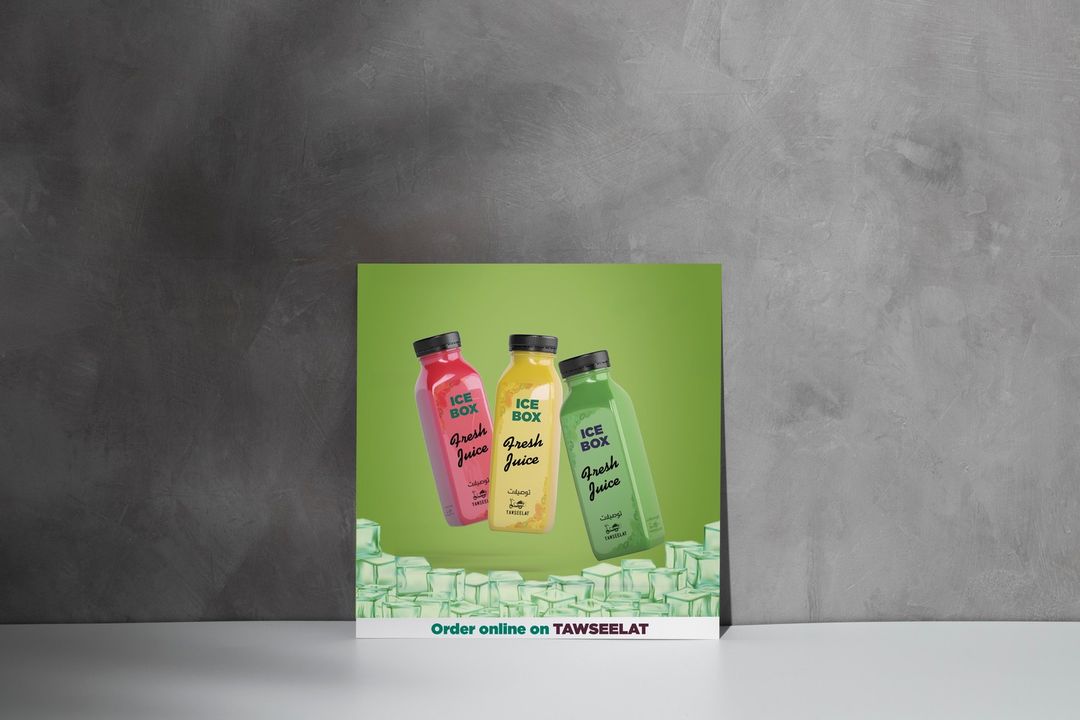 ICE
BOX
Fresh
Juice
توصيلات
TAWSEELAT
ICE
BOX
Fresh
Juice
توصيلات
TAWSEELAT
ICE
BOX
Fresh
Juice
توصيلات
TAWSEELAT
Order online on TAWSEELAT